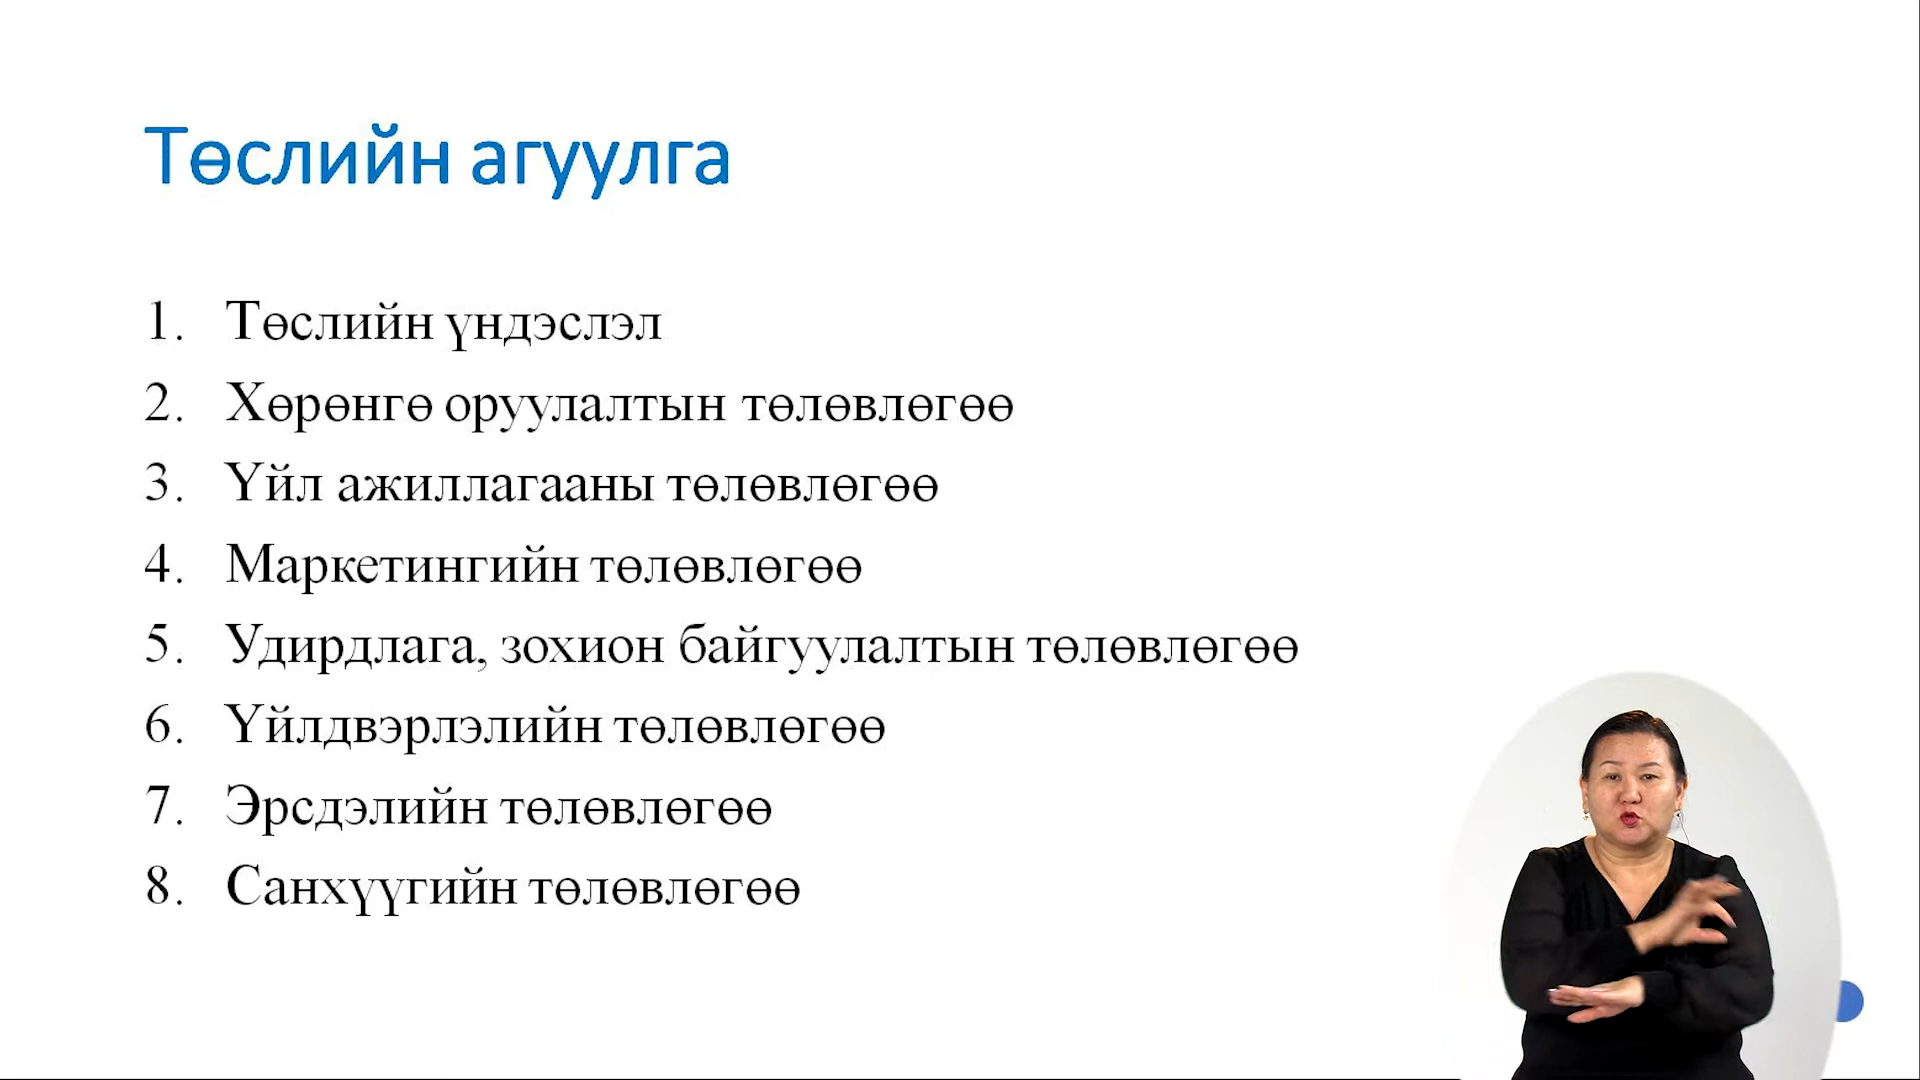 Төслийн агуулга
1. Төслийн үндэслэл
2. Хөрөнгө оруулалтын төлөвлөгөө
3. Үйл ажиллагааны төлөвлөгөө
4. Маркетингийн төлөвлөгөө
5. Удирдлага, зохион байгуулалтын төлөвлөгөө
6. Үйлдвэрлэлийн төлөвлөгөө
7. Эрсдэлийн төлөвлөгөө
8. Санхүүгийн төлөвлөгөө